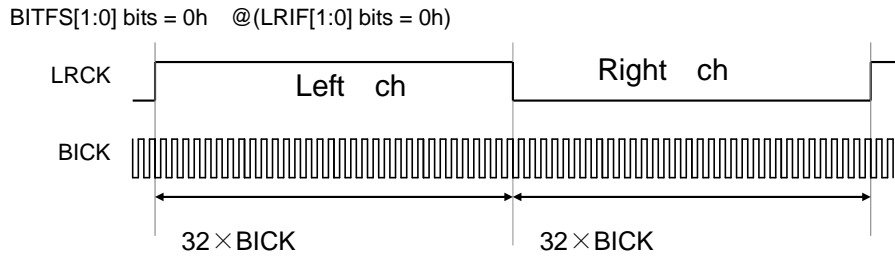 BITFS[1:0] bits = 0h @(LRIF[1:0] bits = 0h)
LRCK
Left ch
Right ch
BICK
32×BICK
32×BICK